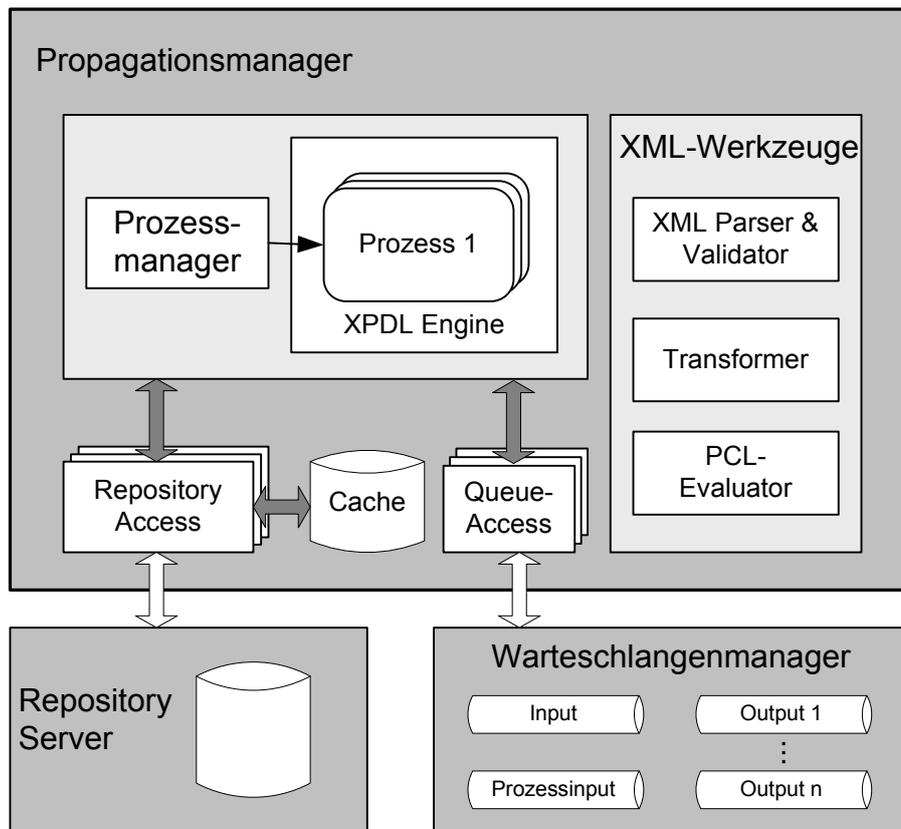 Propagationsmanager
Prozess-
manager
Prozess 1
XPDL Engine
XML-Werkzeuge
XML Parser &
Validator
Transformer
PCL-
Evaluator
Repository
Access
Cache
Queue-
Access
Repository
Server
Warteschlangenmanager
Input
Output 1
⋮
Prozessinput
Output n